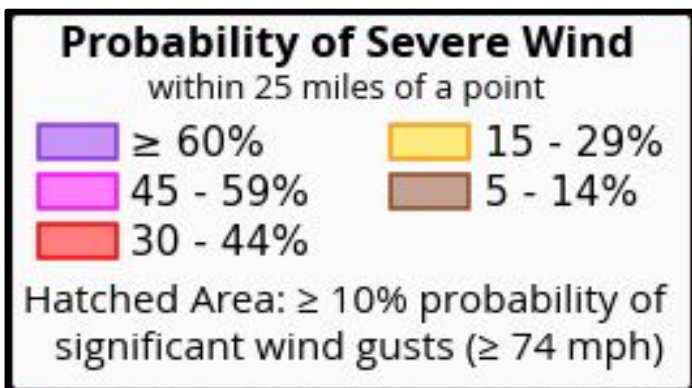 Probability of Severe Wind
within 25 miles of a point
≥ 60%
45 - 59%
30 - 44%
15 - 29%
5 - 14%
Hatched Area: ≥ 10% probability of
significant wind gusts (≥ 74 mph)